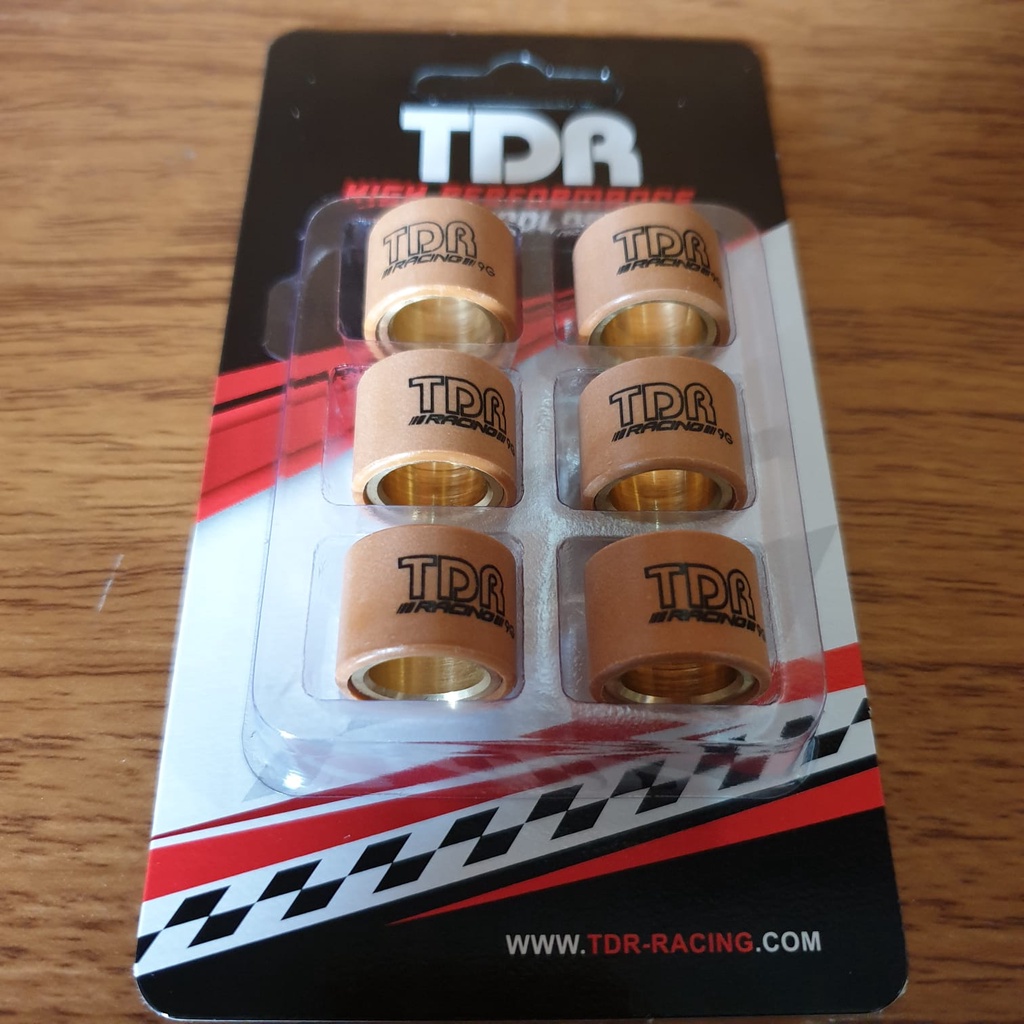 TDR
HIGH PERFORMANCE
TDR
RACING 9G
TDR
RACING
TDR
RACING 9G
TDR
RACING 9G
TDR
RACING 9G
TDR
RACING
WWW.TDR-RACING.COM